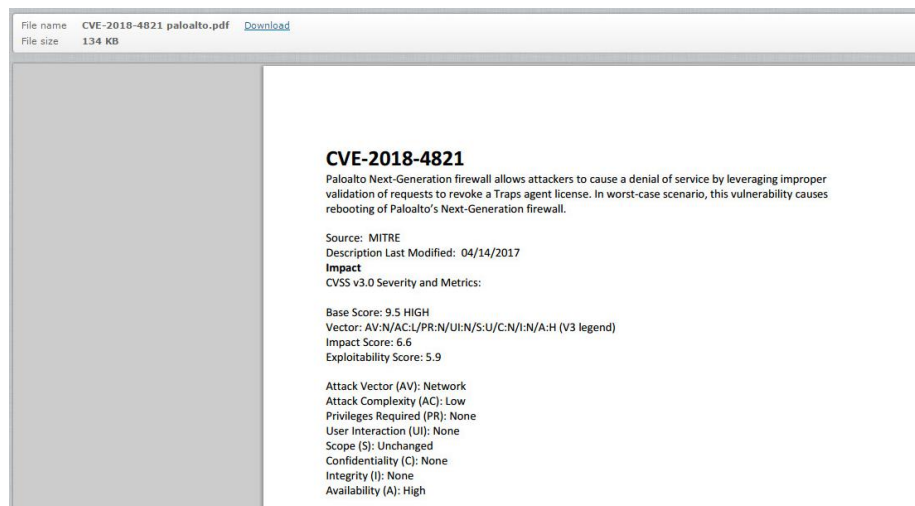 File name CVE-2018-4821 paloalto.pdf Download
File size 134 KB
CVE-2018-4821
Paloalto Next-Generation firewall allows attackers to cause a denial of service by leveraging improper
validation of requests to revoke a Traps agent license. In worst-case scenario, this vulnerability causes
rebooting of Paloalto's Next-Generation firewall.
Source: MITRE
Description Last Modified: 04/14/2017
Impact
CVSS v3.0 Severity and Metrics:
Base Score: 9.5 HIGH
Vector: AV:N/AC:L/PR:N/UI:N/S:U/C:N/I:N/A:H (V3 legend)
Impact Score: 6.6
Exploitability Score: 5.9
Attack Vector (AV): Network
Attack Complexity (AC): Low
Privileges Required (PR): None
User Interaction (UI): None
Scope (S): Unchanged
Confidentiality (C): None
Integrity (I): None
Availability (A): High